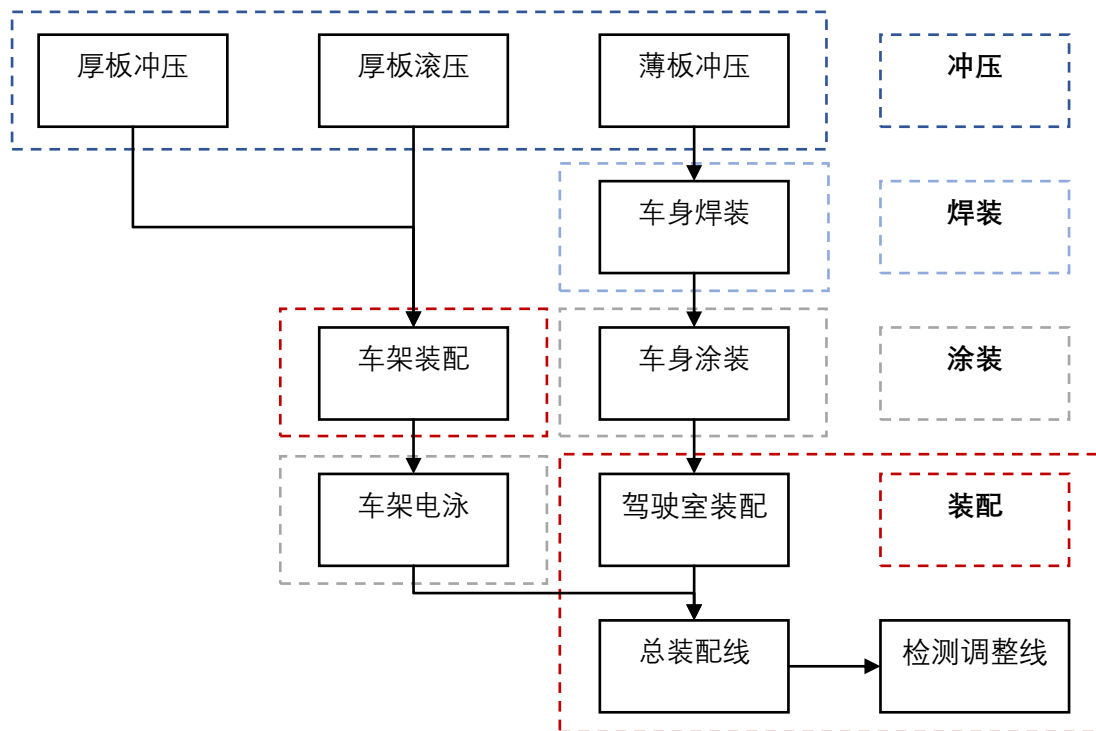 厚板冲压
厚板滚压
薄板冲压
冲压
车身焊装
焊装
车架装配
车身涂装
涂装
车架电泳
驾驶室装配
装配
总装配线
检测调整线